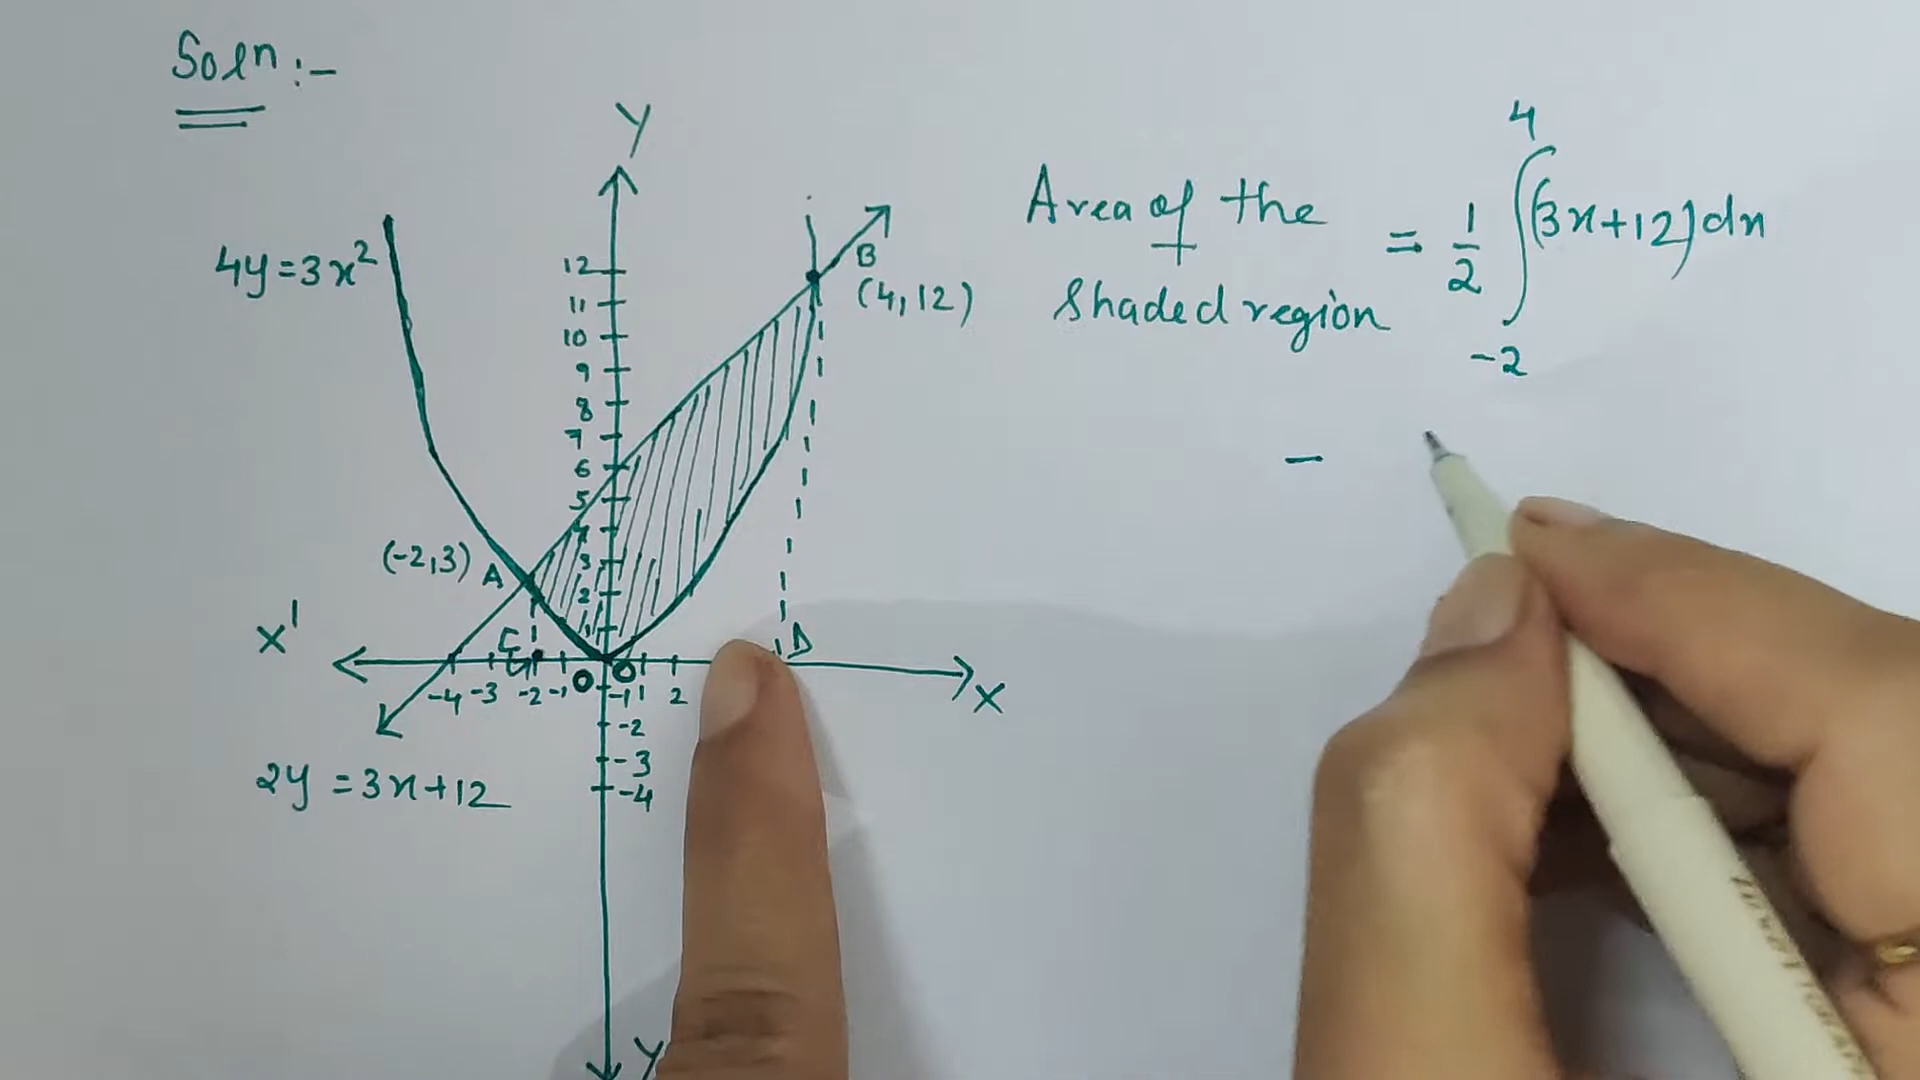 Soln :-
Y
4y=3x²
12
11
10
9
8
7
6
5
4
3
2
1
B
(4,12)
(-2,3) A
X'
C
D
-4 -3 -2 -1 O O -1 1 2
X
-2
-3
-4
2y = 3x+12
Y
Area of the
shaded region
= 1/2 ∫ (3x+12)dx
4
-2
-